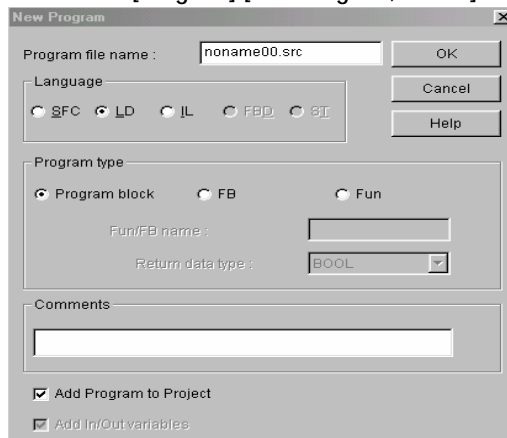 New Program
Program file name : noname00.src OK
Language
SFC LD IL FBD ST
Cancel
Help
Program type
Program block FB Fun
Fun/FB name :
Return data type : BOOL
Comments
Add Program to Project
Add In/Out variables